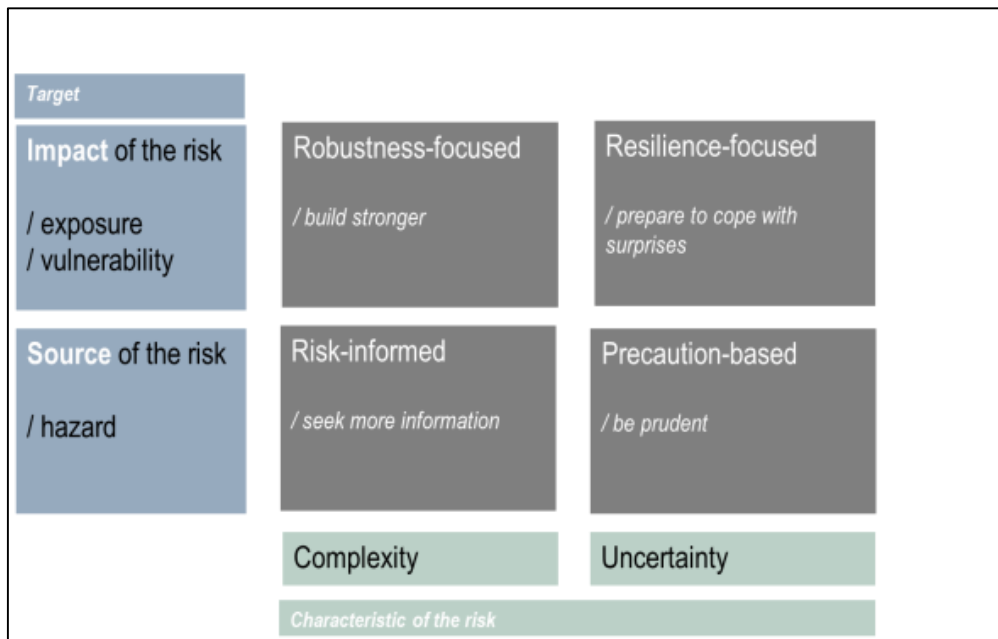 Target
Impact of the risk
/ exposure
/ vulnerability
Robustness-focused
/ build stronger
Resilience-focused
/ prepare to cope with
surprises
Source of the risk
/ hazard
Risk-informed
/ seek more information
Precaution-based
/ be prudent
Complexity
Uncertainty
Characteristic of the risk